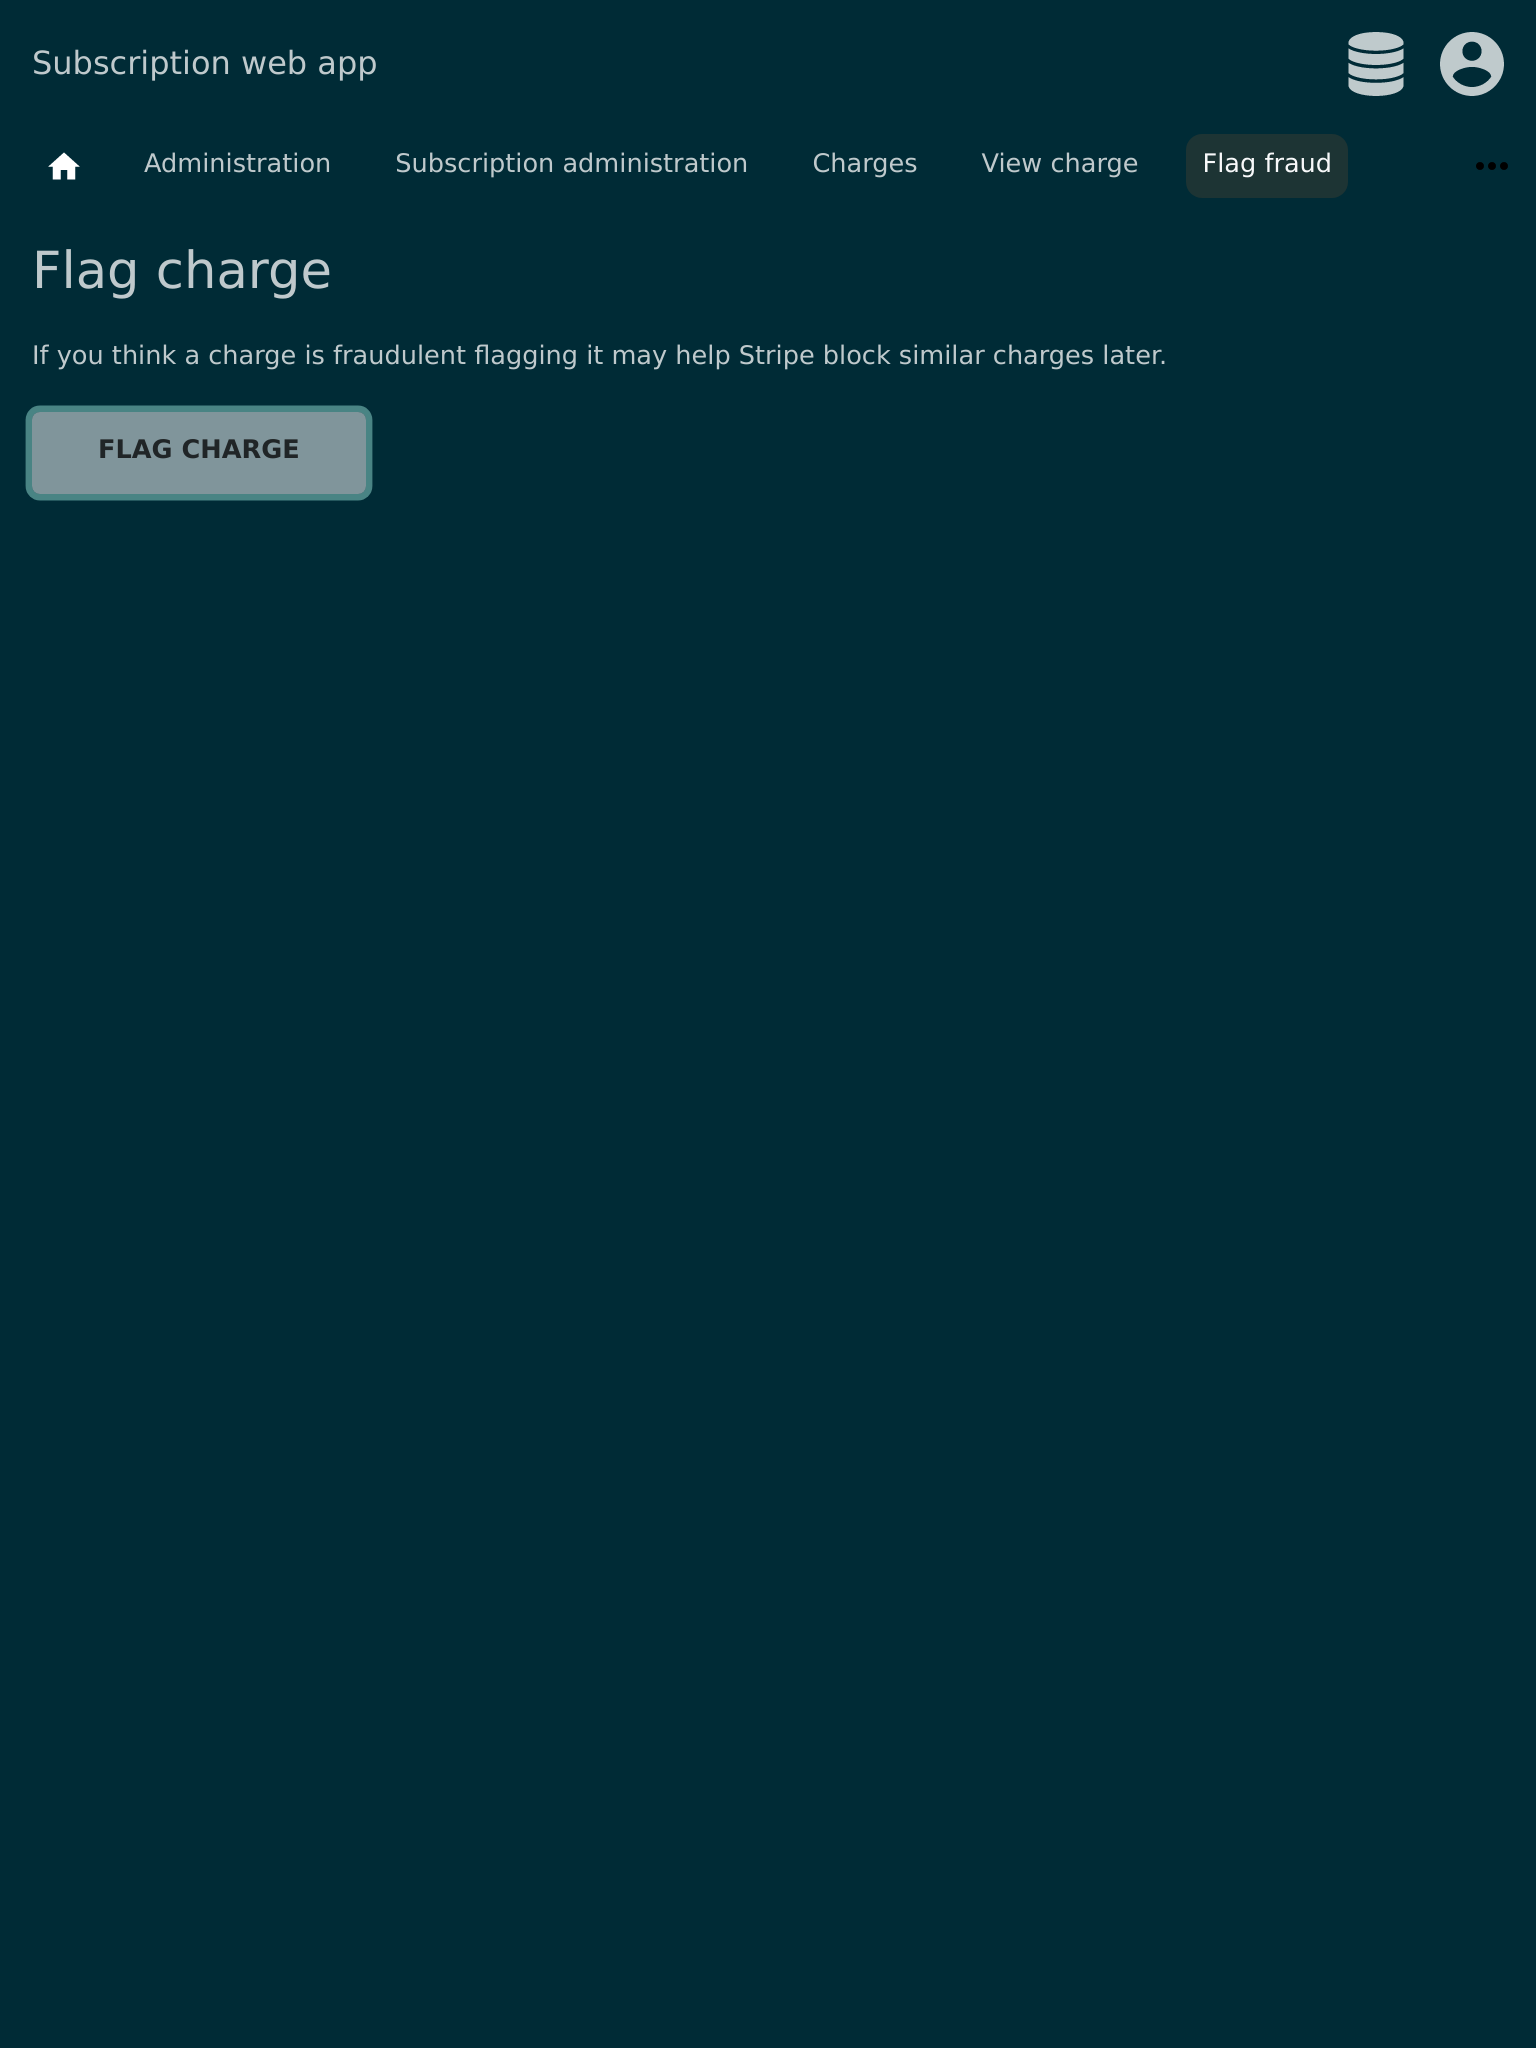 Subscription web app
Administration Subscription administration Charges View charge Flag fraud
Flag charge
If you think a charge is fraudulent flagging it may help Stripe block similar charges later.
FLAG CHARGE